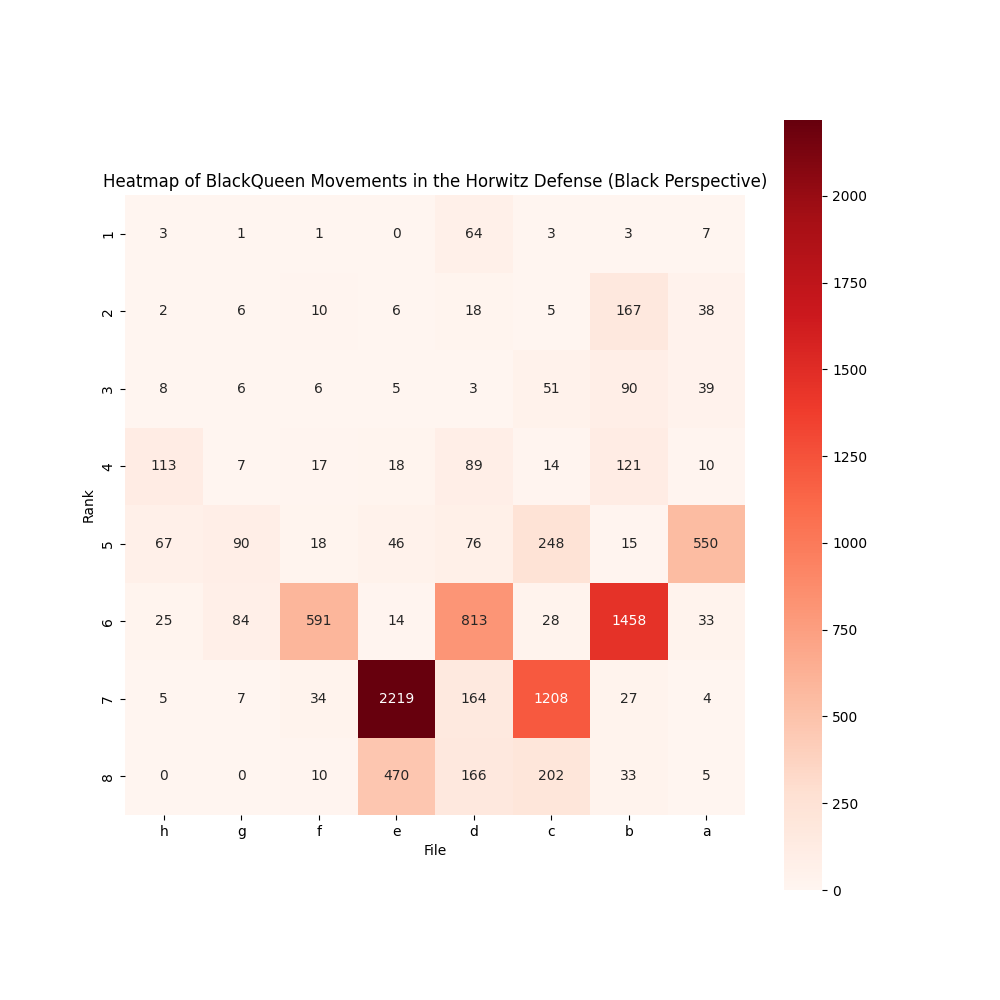 Heatmap of BlackQueen Movements in the Horwitz Defense (Black Perspective)
1 3 1 1 0 64 3 3 7
2 2 6 10 6 18 5 167 38
3 8 6 6 5 3 51 90 39
4 113 7 17 18 89 14 121 10
5 67 90 18 46 76 248 15 550
6 25 84 591 14 813 28 1458 33
7 5 7 34 2219 164 1208 27 4
8 0 0 10 470 166 202 33 5
h g f e d c b a
File
Rank
2000
1750
1500
1250
1000
750
500
250
0